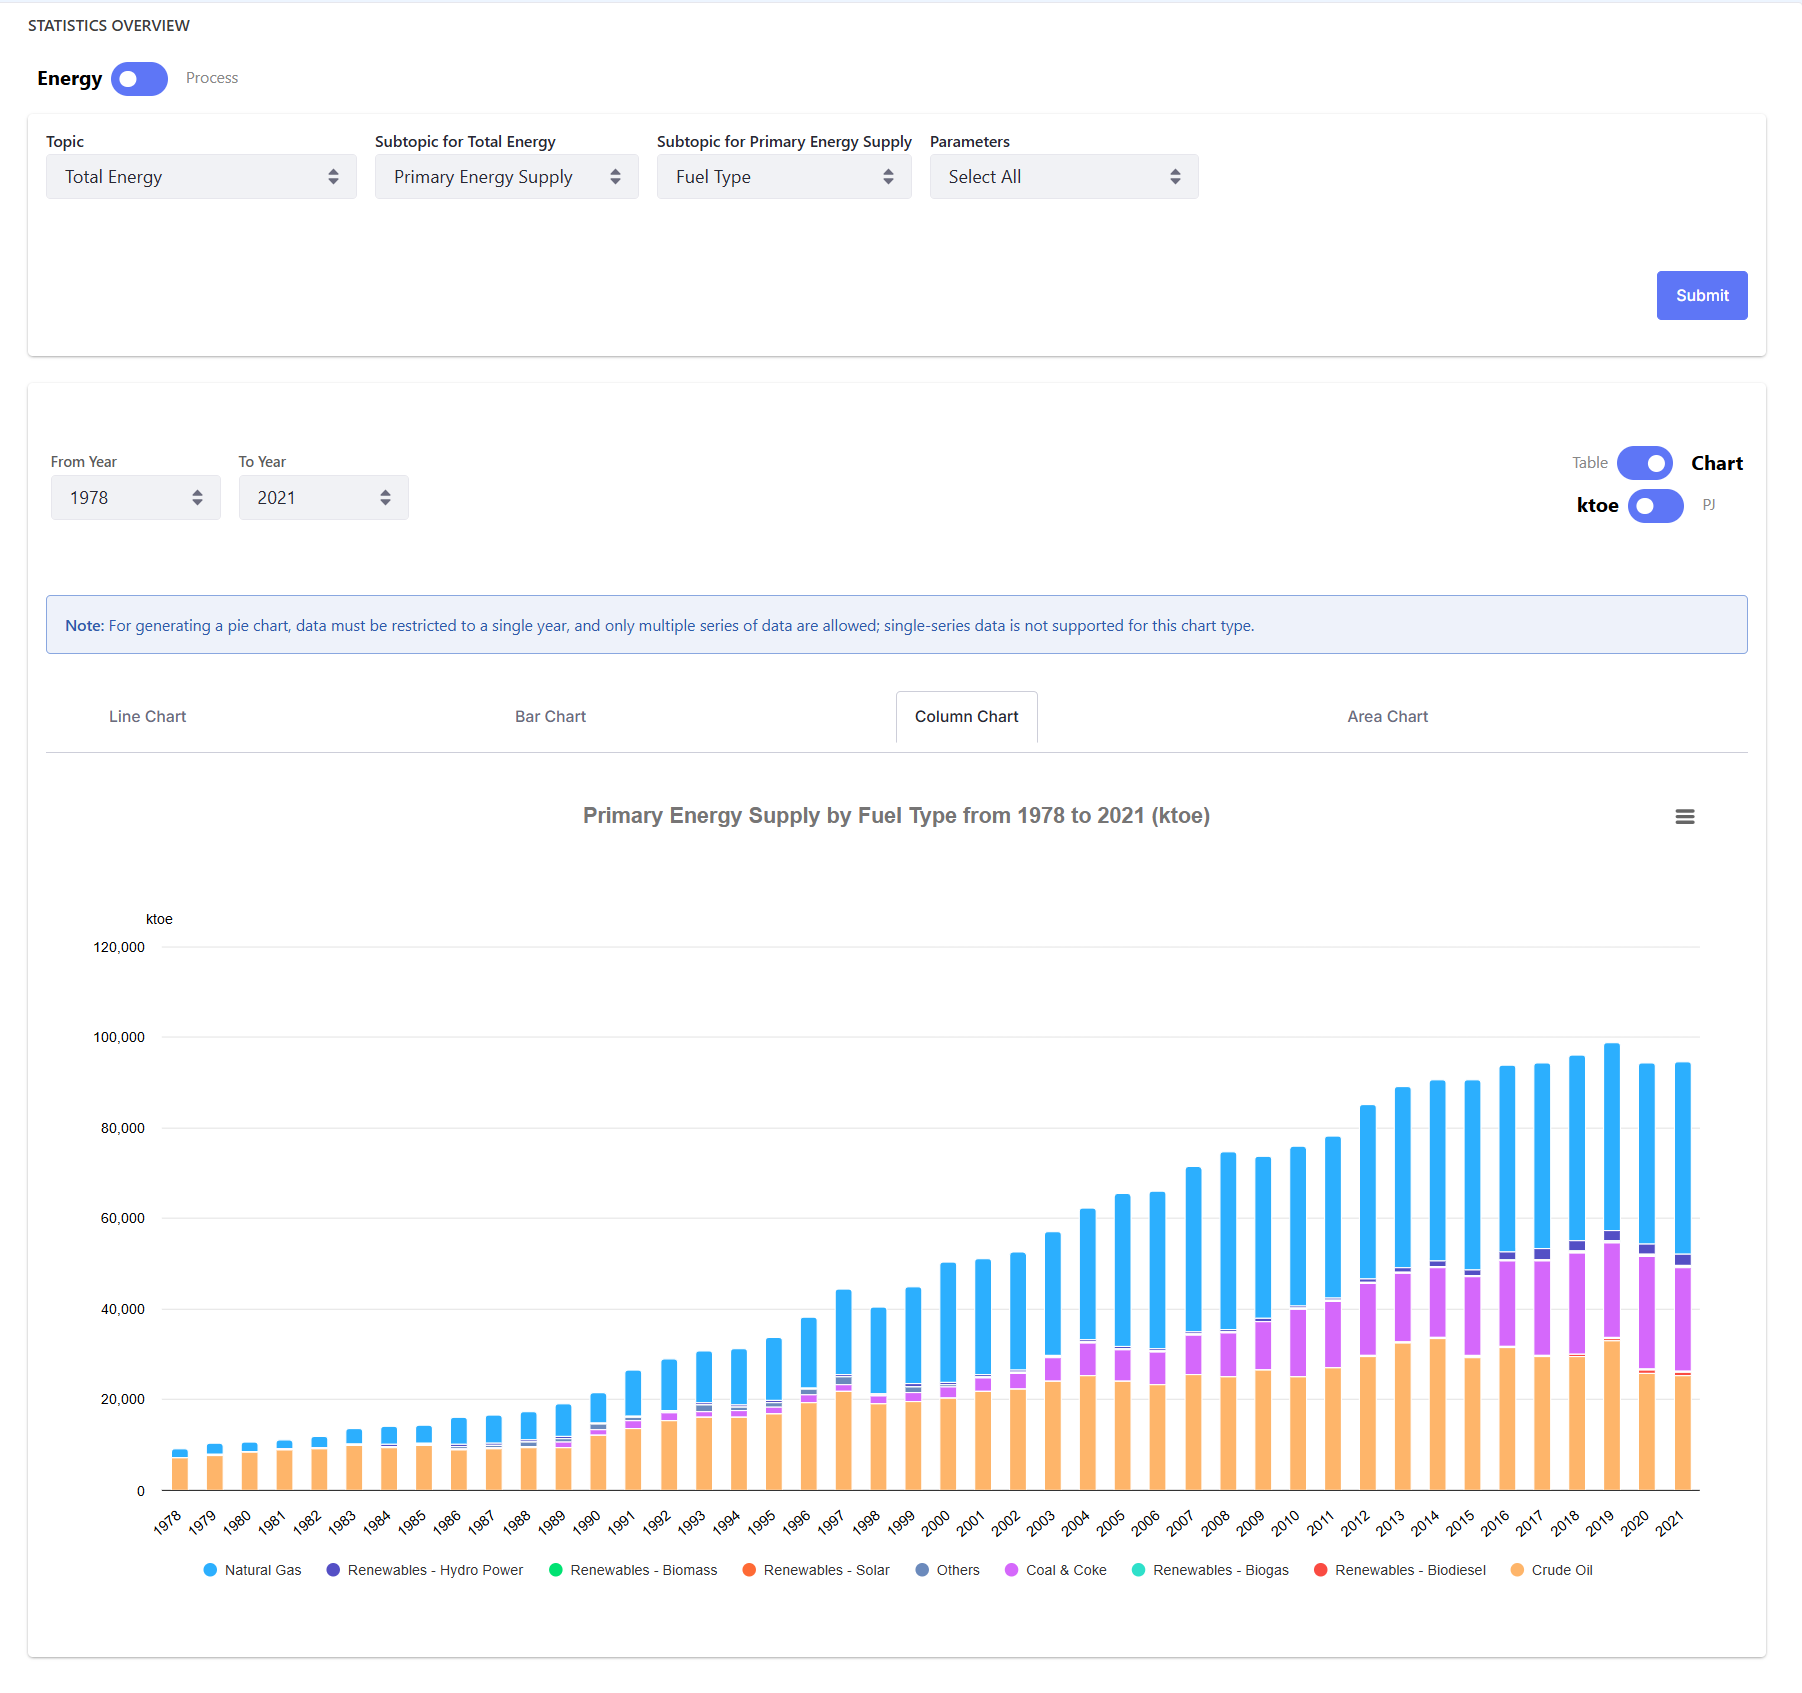 STATISTICS OVERVIEW
Energy Process
Topic Subtopic for Total Energy Subtopic for Primary Energy Supply Parameters
Total Energy Primary Energy Supply Fuel Type Select All
Submit
From Year To Year
1978 2021
Table Chart
ktoe PJ
Note: For generating a pie chart, data must be restricted to a single year, and only multiple series of data are allowed; single-series data is not supported for this chart type.
Line Chart Bar Chart Column Chart Area Chart
Primary Energy Supply by Fuel Type from 1978 to 2021 (ktoe)
ktoe
120,000
100,000
80,000
60,000
40,000
20,000
0
1978 1979 1980 1981 1982 1983 1984 1985 1986 1987 1988 1989 1990 1991 1992 1993 1994 1995 1996 1997 1998 1999 2000 2001 2002 2003 2004 2005 2006 2007 2008 2009 2010 2011 2012 2013 2014 2015 2016 2017 2018 2019 2020 2021
Natural Gas Renewables - Hydro Power Renewables - Biomass Renewables - Solar Others Coal & Coke Renewables - Biogas Renewables - Biodiesel Crude Oil